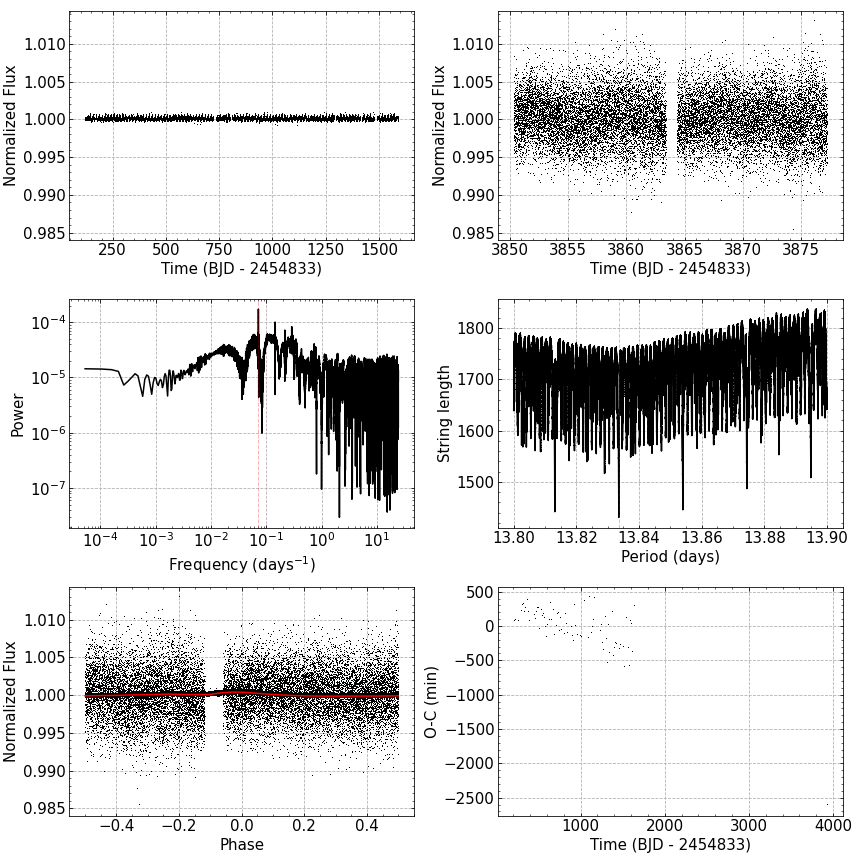 1.010
1.005
1.000
0.995
0.990
0.985
Normalized Flux
250 500 750 1000 1250 1500
Time (BJD - 2454833)
1.010
1.005
1.000
0.995
0.990
0.985
Normalized Flux
3850 3855 3860 3865 3870 3875
Time (BJD - 2454833)
10⁻⁴
10⁻⁵
10⁻⁶
10⁻⁷
Power
10⁻⁴ 10⁻³ 10⁻² 10⁻¹ 10⁰ 10¹
Frequency (days⁻¹)
1800
1700
1600
1500
String length
13.80 13.82 13.84 13.86 13.88 13.90
Period (days)
1.010
1.005
1.000
0.995
0.990
0.985
Normalized Flux
−0.4 −0.2 0.0 0.2 0.4
Phase
500
0
−500
−1000
−1500
−2000
−2500
O-C (min)
1000 2000 3000 4000
Time (BJD - 2454833)